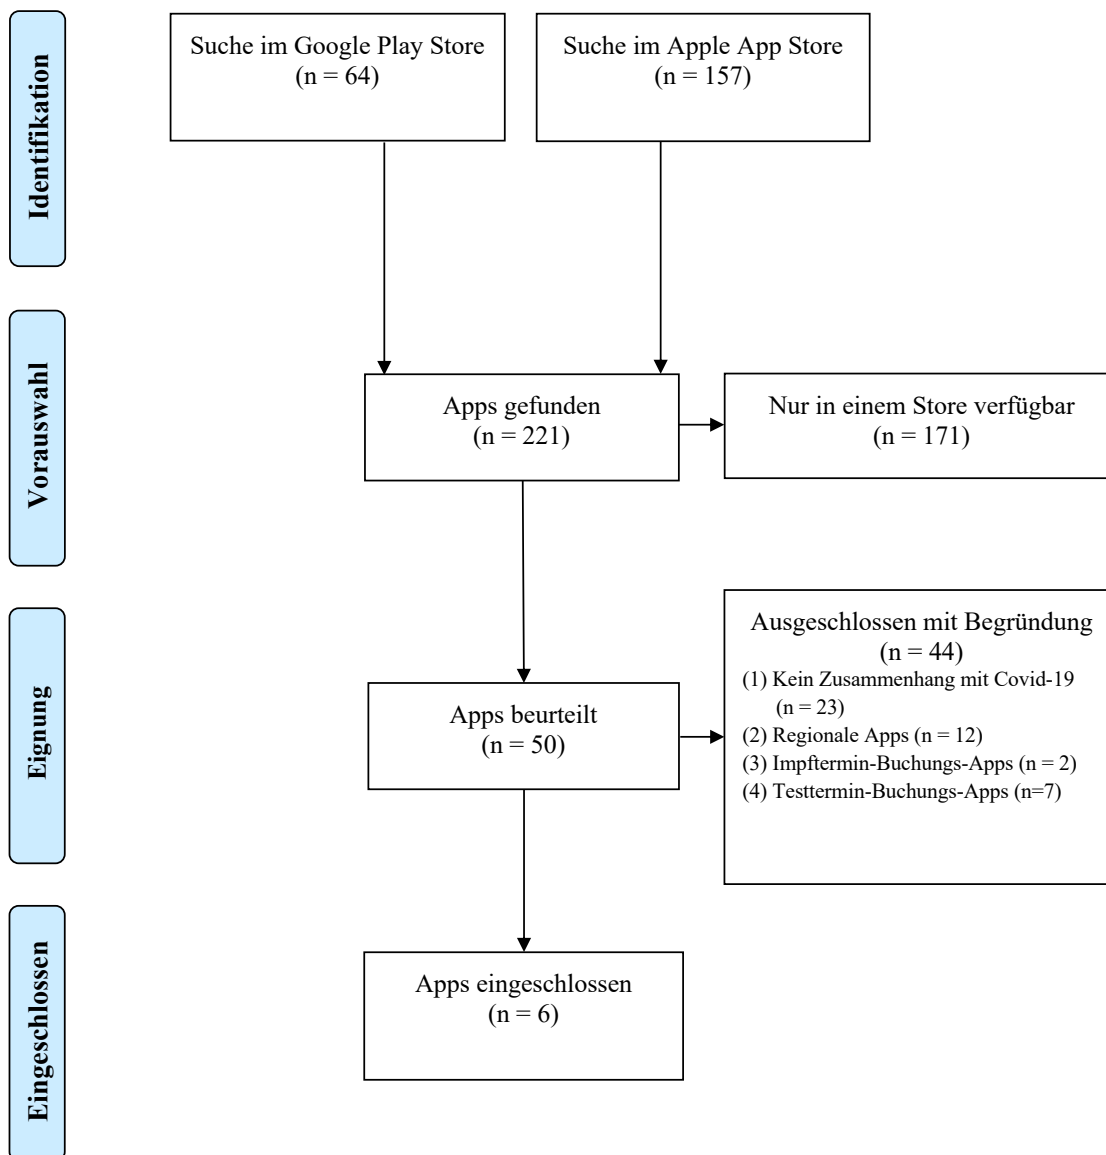 Identifikation
Suche im Google Play Store
(n = 64)
Suche im Apple App Store
(n = 157)
Vorauswahl
Apps gefunden
(n = 221)
Nur in einem Store verfügbar
(n = 171)
Eignung
Apps beurteilt
(n = 50)
Ausgeschlossen mit Begründung
(n = 44)
(1) Kein Zusammenhang mit Covid-19
(n = 23)
(2) Regionale Apps (n = 12)
(3) Impftermin-Buchungs-Apps (n = 2)
(4) Testtermin-Buchungs-Apps (n=7)
Eingeschlossen
Apps eingeschlossen
(n = 6)